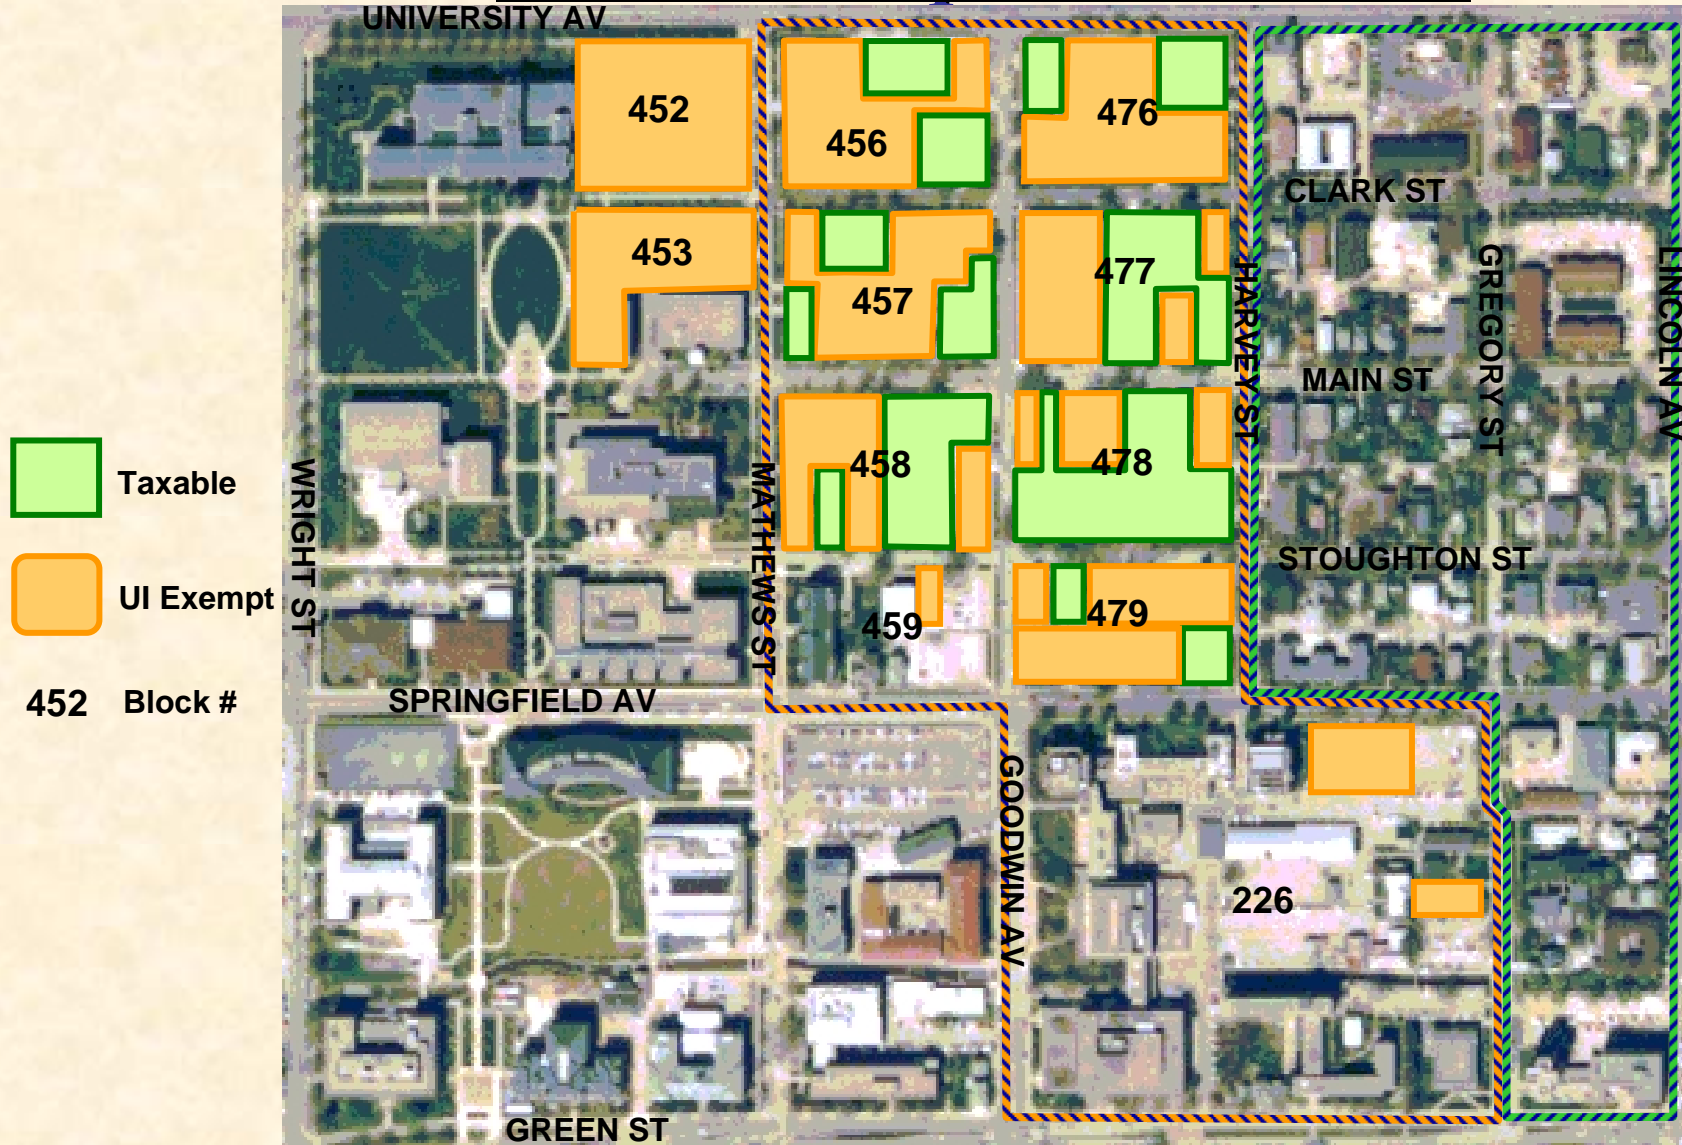 UNIVERSITY AV
452
456
476
CLARK ST
453
457
477
HARVEY ST
GREGORY ST
LINCOLN AV
MAIN ST
Taxable
WRIGHT ST
MATHEWS ST
458
478
STOUGHTON ST
UI Exempt
459
479
452 Block #
SPRINGFIELD AV
GOODWIN AV
226
GREEN ST